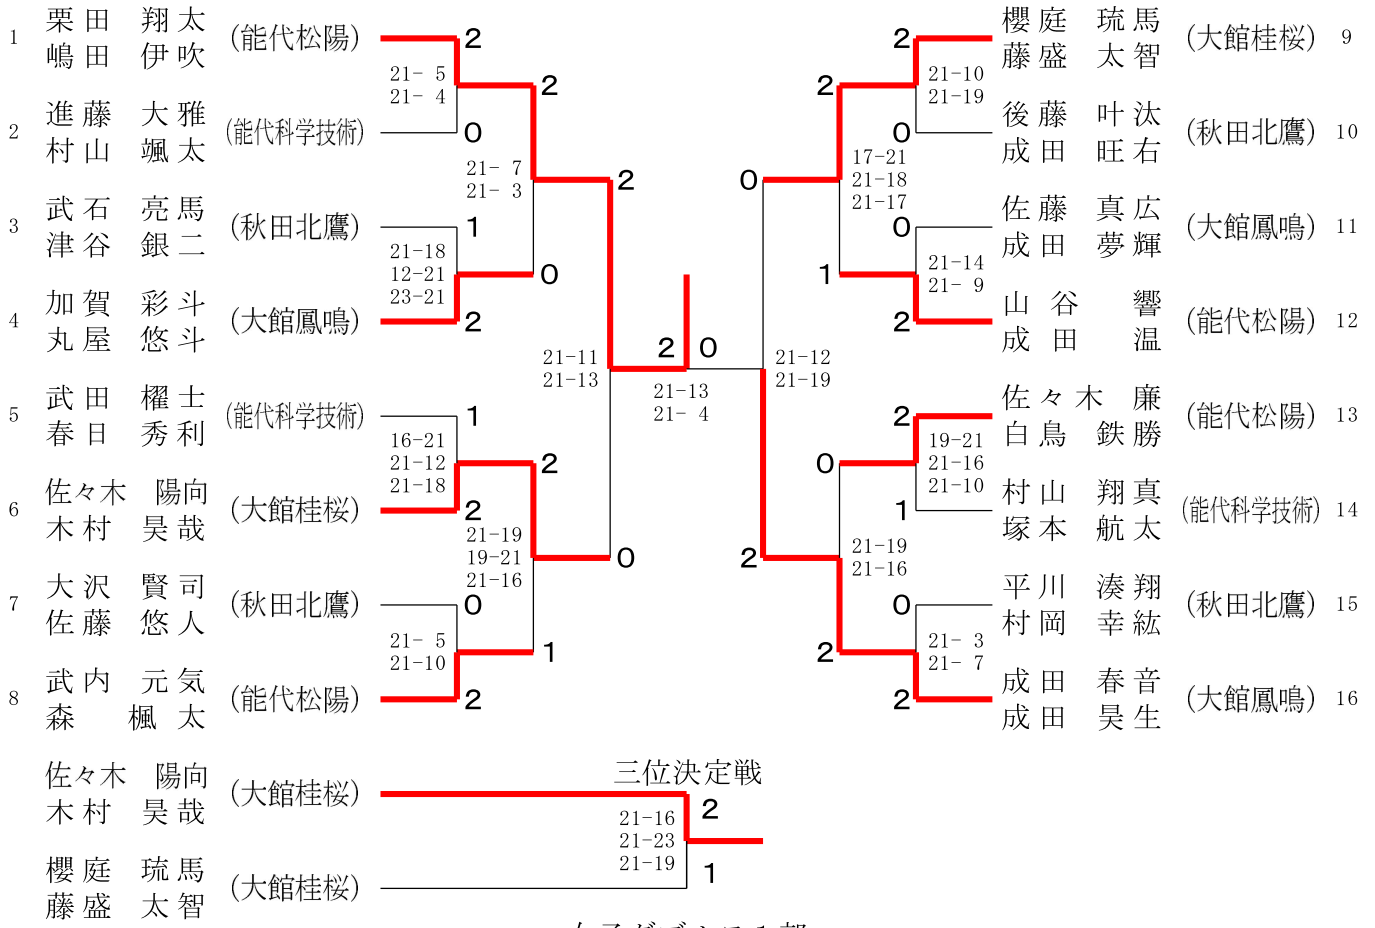 1 栗田 翔太 (能代松陽) 2
嶋田 伊吹
21- 5
21- 4
2
2 進藤 大雅 (能代科学技術) 0
村山 颯太
21- 7
21- 3
2
3 武石 亮馬 (秋田北鷹) 1
津谷 銀二
21-18
12-21
23-21
0
4 加賀 彩斗 (大館鳳鳴) 2
丸屋 悠斗
21-11
21-13
5 武田 櫂士 (能代科学技術) 1
春日 秀利
16-21
21-12
21-18
2
6 佐々木 陽向 (大館桂桜) 2
木村 昊哉
21-19
19-21
21-16
0
7 大沢 賢司 (秋田北鷹) 0
佐藤 悠人
21- 5
21-10
1
8 武内 元気 (能代松陽) 2
森 楓太
2 0
21-13
21- 4
2 櫻庭 琉馬 (大館桂桜) 9
藤盛 太智
21-10
21-19
2
0 後藤 叶汰 (秋田北鷹) 10
成田 旺右
17-21
21-18
21-17
0
0 佐藤 真広 (大館鳳鳴) 11
成田 夢輝
21-14
21- 9
1
2 山谷 響 (能代松陽) 12
成田 温
21-12
21-19
2 佐々木 廉 (能代松陽) 13
白鳥 鉄勝
19-21
21-16
21-10
0
1 村山 翔真 (能代科学技術) 14
塚本 航太
21-19
21-16
2
0 平川 湊翔 (秋田北鷹) 15
村岡 幸紘
21- 3
21- 7
2
2 成田 春音 (大館鳳鳴) 16
成田 昊生
三位決定戦
佐々木 陽向 (大館桂桜) 2
木村 昊哉
21-16
21-23
21-19
櫻庭 琉馬 (大館桂桜) 1
藤盛 太智